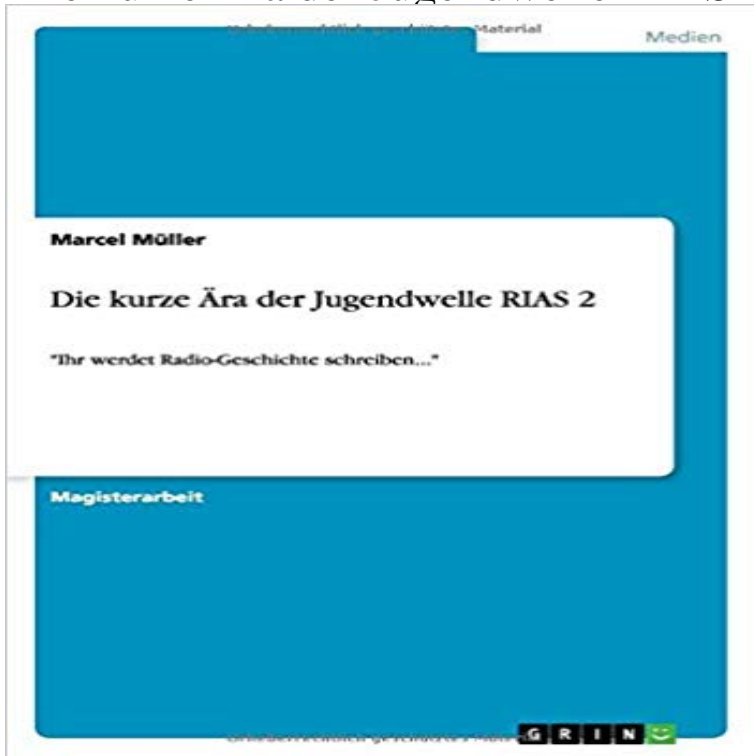 Material
Medien
Marcel Müller
Die kurze Ära der Jugendwelle RIAS 2
"Ihr werdet Radio-Geschichte schreiben..."
Magisterarbeit
GRIN